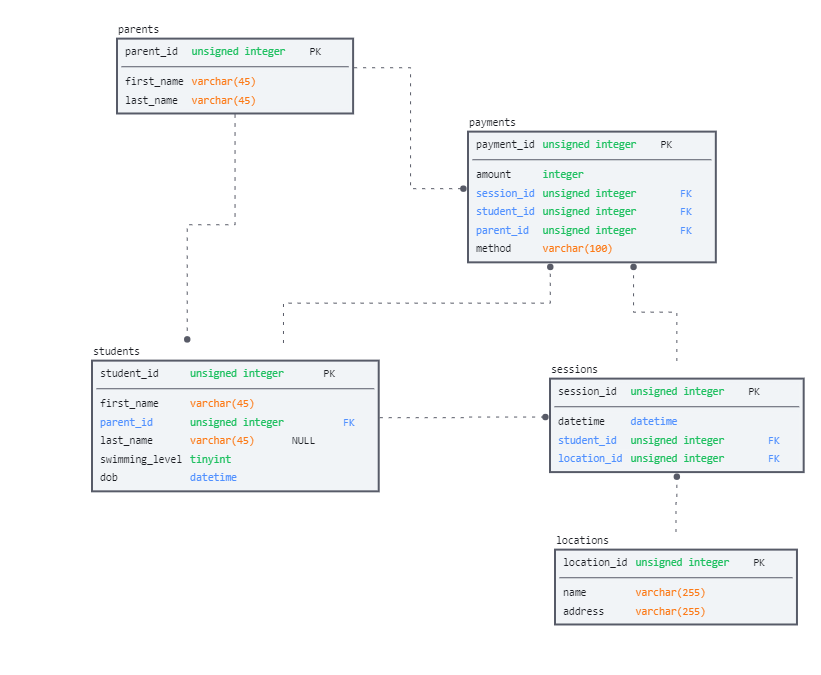 parents
parent_id unsigned integer PK
first_name varchar(45)
last_name varchar(45)
payments
payment_id unsigned integer PK
amount integer
session_id unsigned integer FK
student_id unsigned integer FK
parent_id unsigned integer FK
method varchar(100)
students
student_id unsigned integer PK
first_name varchar(45)
parent_id unsigned integer FK
last_name varchar(45) NULL
swimming_level tinyint
dob datetime
sessions
session_id unsigned integer PK
datetime datetime
student_id unsigned integer FK
location_id unsigned integer FK
locations
location_id unsigned integer PK
name varchar(255)
address varchar(255)